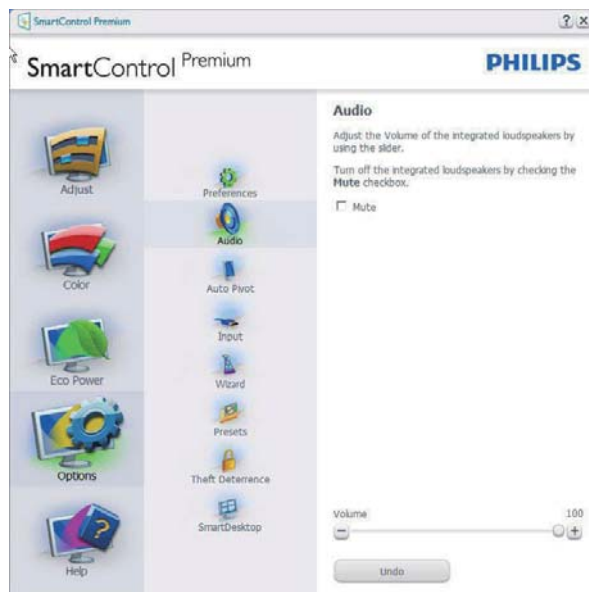 SmartControl Premium
? X
SmartControl Premium
PHILIPS
Adjust
Color
Eco Power
Options
Help
Preferences
Audio
Auto Pivot
Input
Wizard
Presets
Theft Deterrence
SmartDesktop
Audio
Adjust the Volume of the integrated loudspeakers by
using the slider.
Turn off the integrated loudspeakers by checking the
Mute checkbox.
Mute
Volume 100
Undo